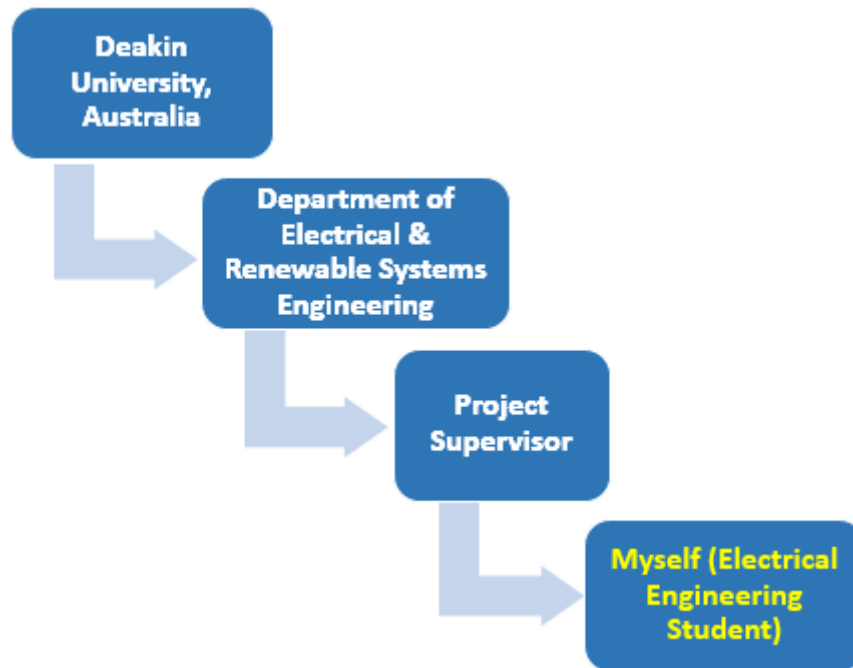 Deakin
University,
Australia
Department of
Electrical &
Renewable Systems
Engineering
Project
Supervisor
Myself (Electrical
Engineering
Student)